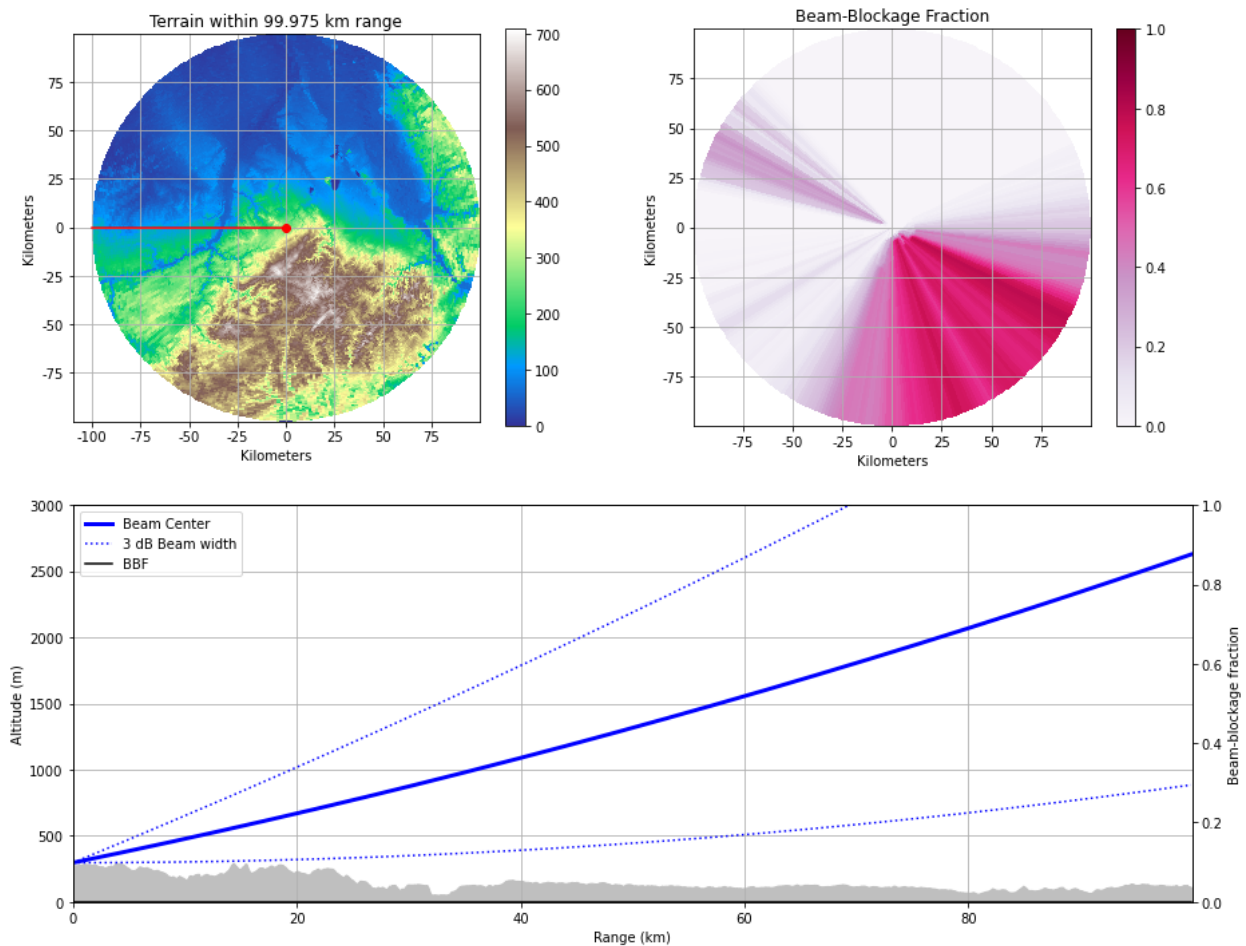 Terrain within 99.975 km range
75
50
25
0
-25
-50
-75
Kilometers
-100 -75 -50 -25 0 25 50 75
Kilometers
700
600
500
400
300
200
100
0
Beam-Blockage Fraction
75
50
25
0
-25
-50
-75
Kilometers
-75 -50 -25 0 25 50 75
Kilometers
1.0
0.8
0.6
0.4
0.2
0.0
3000
2500
2000
1500
1000
500
0
Altitude (m)
Beam Center
3 dB Beam width
BBF
0 20 40 60 80
Range (km)
1.0
0.8
0.6
0.4
0.2
0.0
Beam-blockage fraction